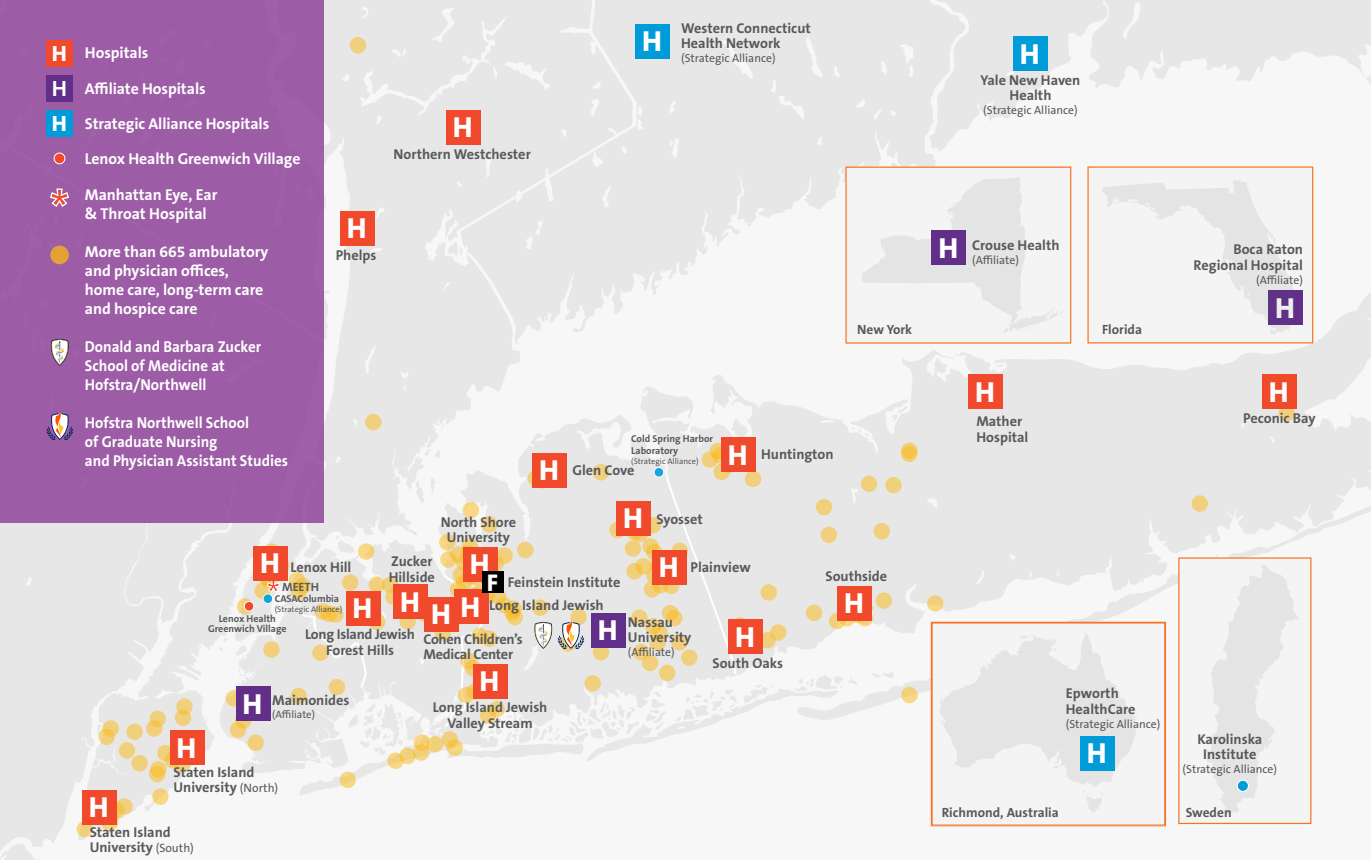 H Hospitals
H Affiliate Hospitals
H Strategic Alliance Hospitals
Lenox Health Greenwich Village
Manhattan Eye, Ear
& Throat Hospital
More than 665 ambulatory
and physician offices,
home care, long-term care
and hospice care
Donald and Barbara Zucker
School of Medicine at
Hofstra/Northwell
Hofstra Northwell School
of Graduate Nursing
and Physician Assistant Studies
H
Western Connecticut
Health Network
(Strategic Alliance)
H
Yale New Haven
Health
(Strategic Alliance)
H
Northern Westchester
H
Phelps
H
Crouse Health
(Affiliate)
New York
Boca Raton
Regional Hospital
(Affiliate)
H
Florida
H
Mather
Hospital
H
Peconic Bay
Cold Spring Harbor
Laboratory
(Strategic Alliance)
H Huntington
H Glen Cove
H Syosset
North Shore
University
H
F Feinstein Institute
H Plainview
Zucker
Hillside
H
H
H Long Island Jewish
Cohen Children's
Medical Center
H Lenox Hill
MEETH
CASAColumbia
(Strategic Alliance)
Lenox Health
Greenwich Village
H
Long Island Jewish
Forest Hills
Southside
H
H
Nassau
University
(Affiliate)
H
South Oaks
H
Long Island Jewish
Valley Stream
H Maimonides
(Affiliate)
H
Staten Island
University (North)
H
Staten Island
University (South)
Epworth
HealthCare
(Strategic Alliance)
H
Richmond, Australia
Karolinska
Institute
(Strategic Alliance)
Sweden